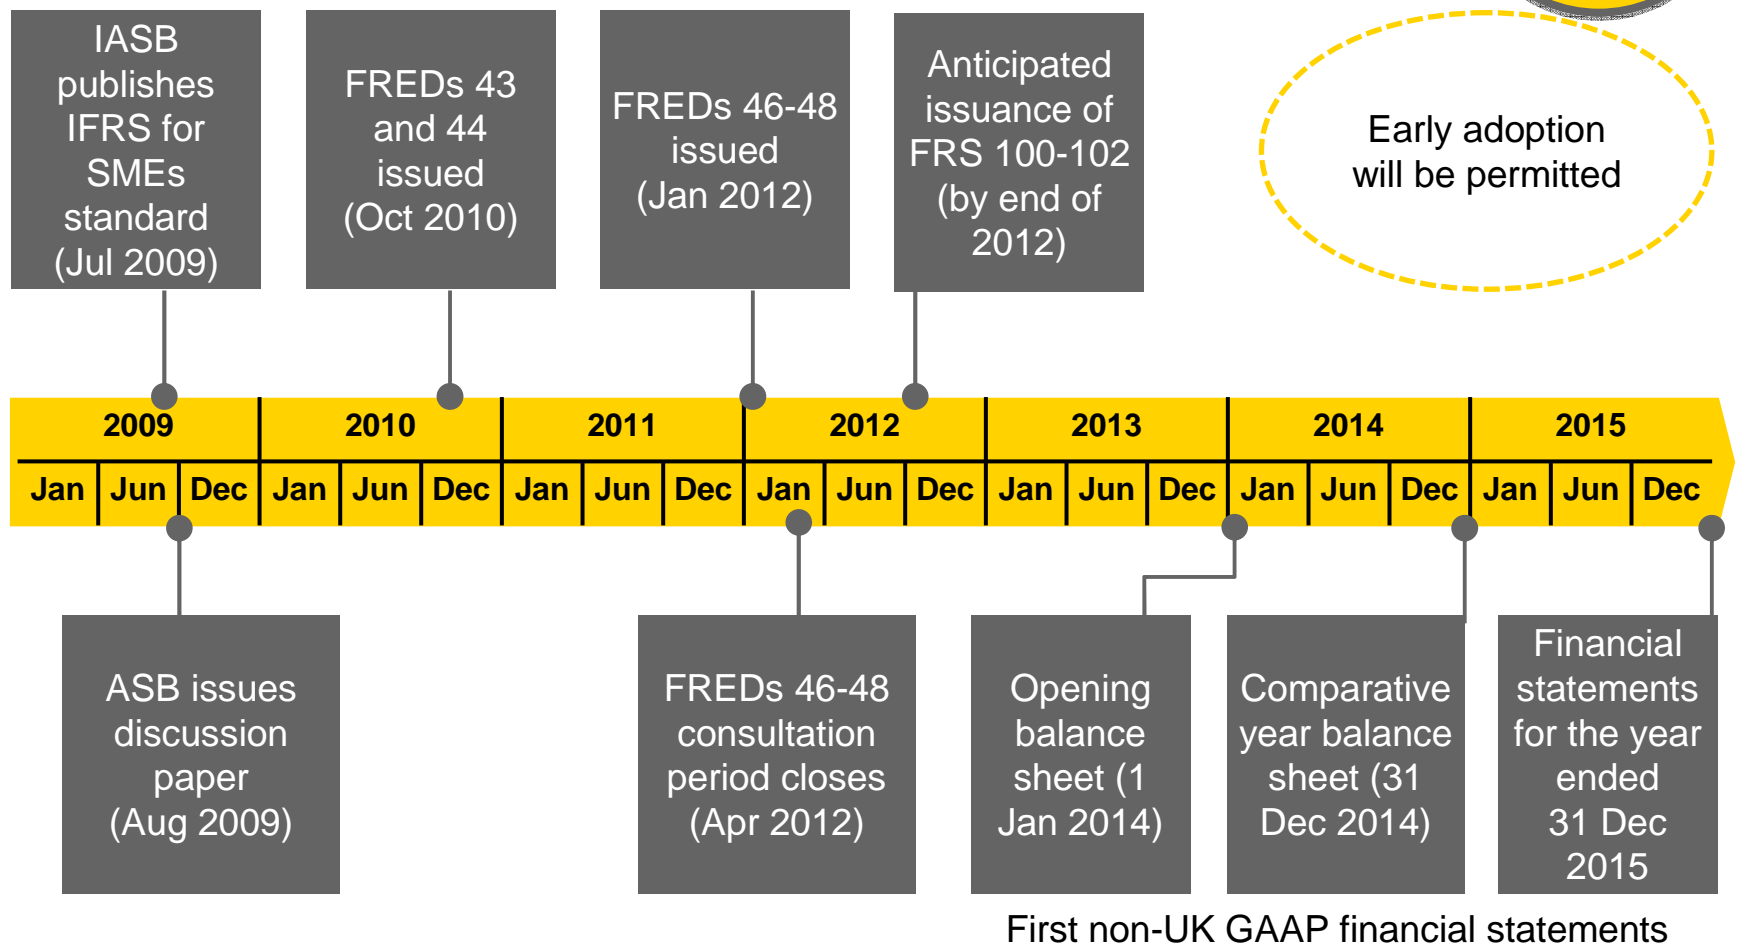 IASB
publishes
IFRS for
SMEs
standard
(Jul 2009)
FREDs 43
and 44
issued
(Oct 2010)
FREDs 46-48
issued
(Jan 2012)
Anticipated
issuance of
FRS 100-102
(by end of
2012)
Early adoption
will be permitted
2009 2010 2011 2012 2013 2014 2015
Jan Jun Dec Jan Jun Dec Jan Jun Dec Jan Jun Dec Jan Jun Dec Jan Jun Dec Jan Jun Dec
ASB issues
discussion
paper
(Aug 2009)
FREDs 46-48
consultation
period closes
(Apr 2012)
Opening
balance
sheet (1
Jan 2014)
Comparative
year balance
sheet (31
Dec 2014)
Financial
statements
for the year
ended
31 Dec
2015
First non-UK GAAP financial statements